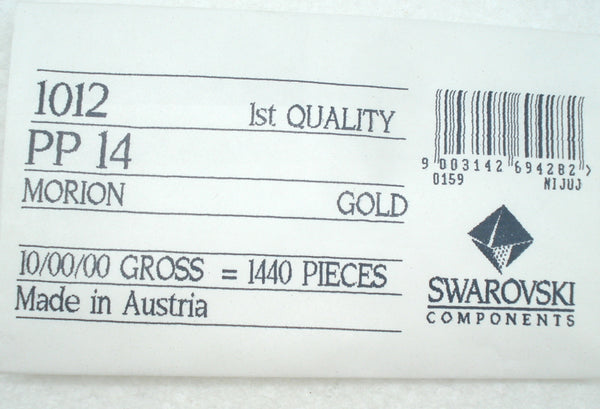 1012
1st QUALITY
PP 14
MORION
GOLD
10/00/00 GROSS = 1440 PIECES
Made in Austria
9 003142 694282 >
0159 NIJUJ
SWAROVSKI
COMPONENTS